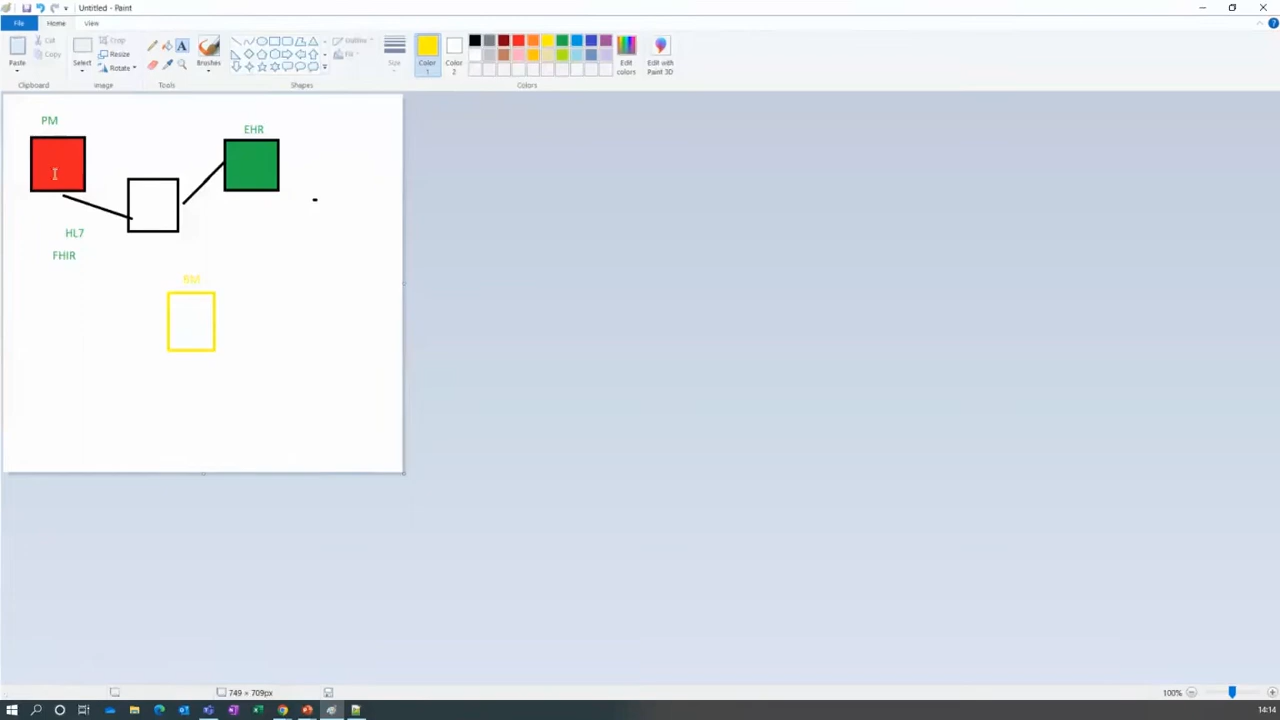 Untitled - Paint
File Home View
Paste
Cut
Copy
Clipboard
Select
Crop
Resize
Rotate
Image
Tools
Brushes
Outline
Fill
Shapes
Size
Color 1
Color 2
Edit colors
Colors
Edit with Paint 3D
PM
EHR
HL7
FHIR
749 × 709px
100%
14:14